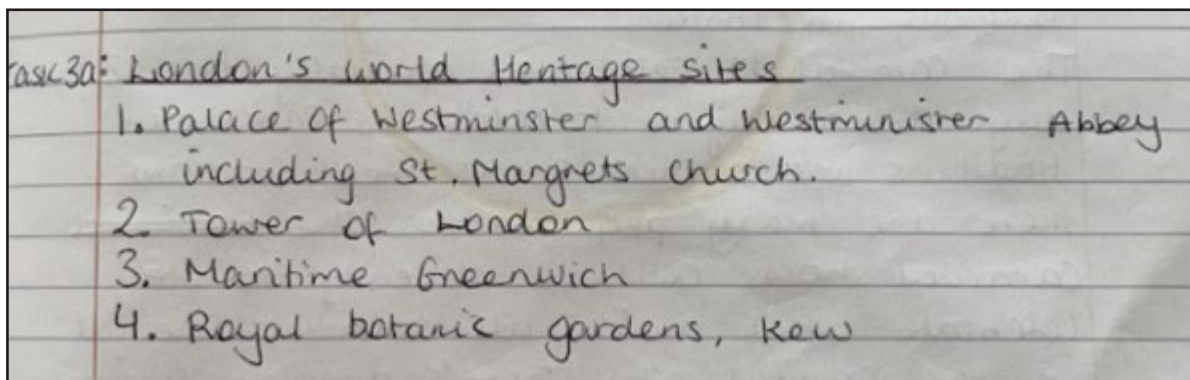 Task 3a: London's World Heritage Sites
1. Palace of Westminster and Westminister Abbey
including St. Margrets Church.
2 Tower of London
3. Maritime Greenwich
4. Royal botanic gardens, Kew